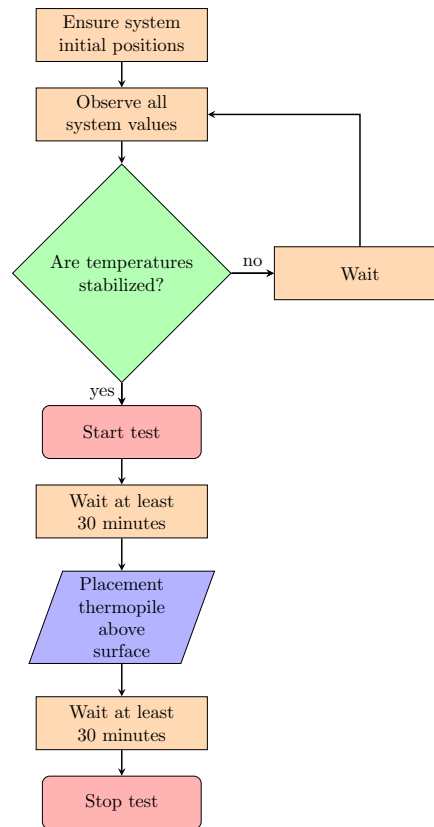 Ensure system
initial positions
Observe all
system values
Are temperatures
stabilized?
no
Wait
yes
Start test
Wait at least
30 minutes
Placement
thermopile
above
surface
Wait at least
30 minutes
Stop test